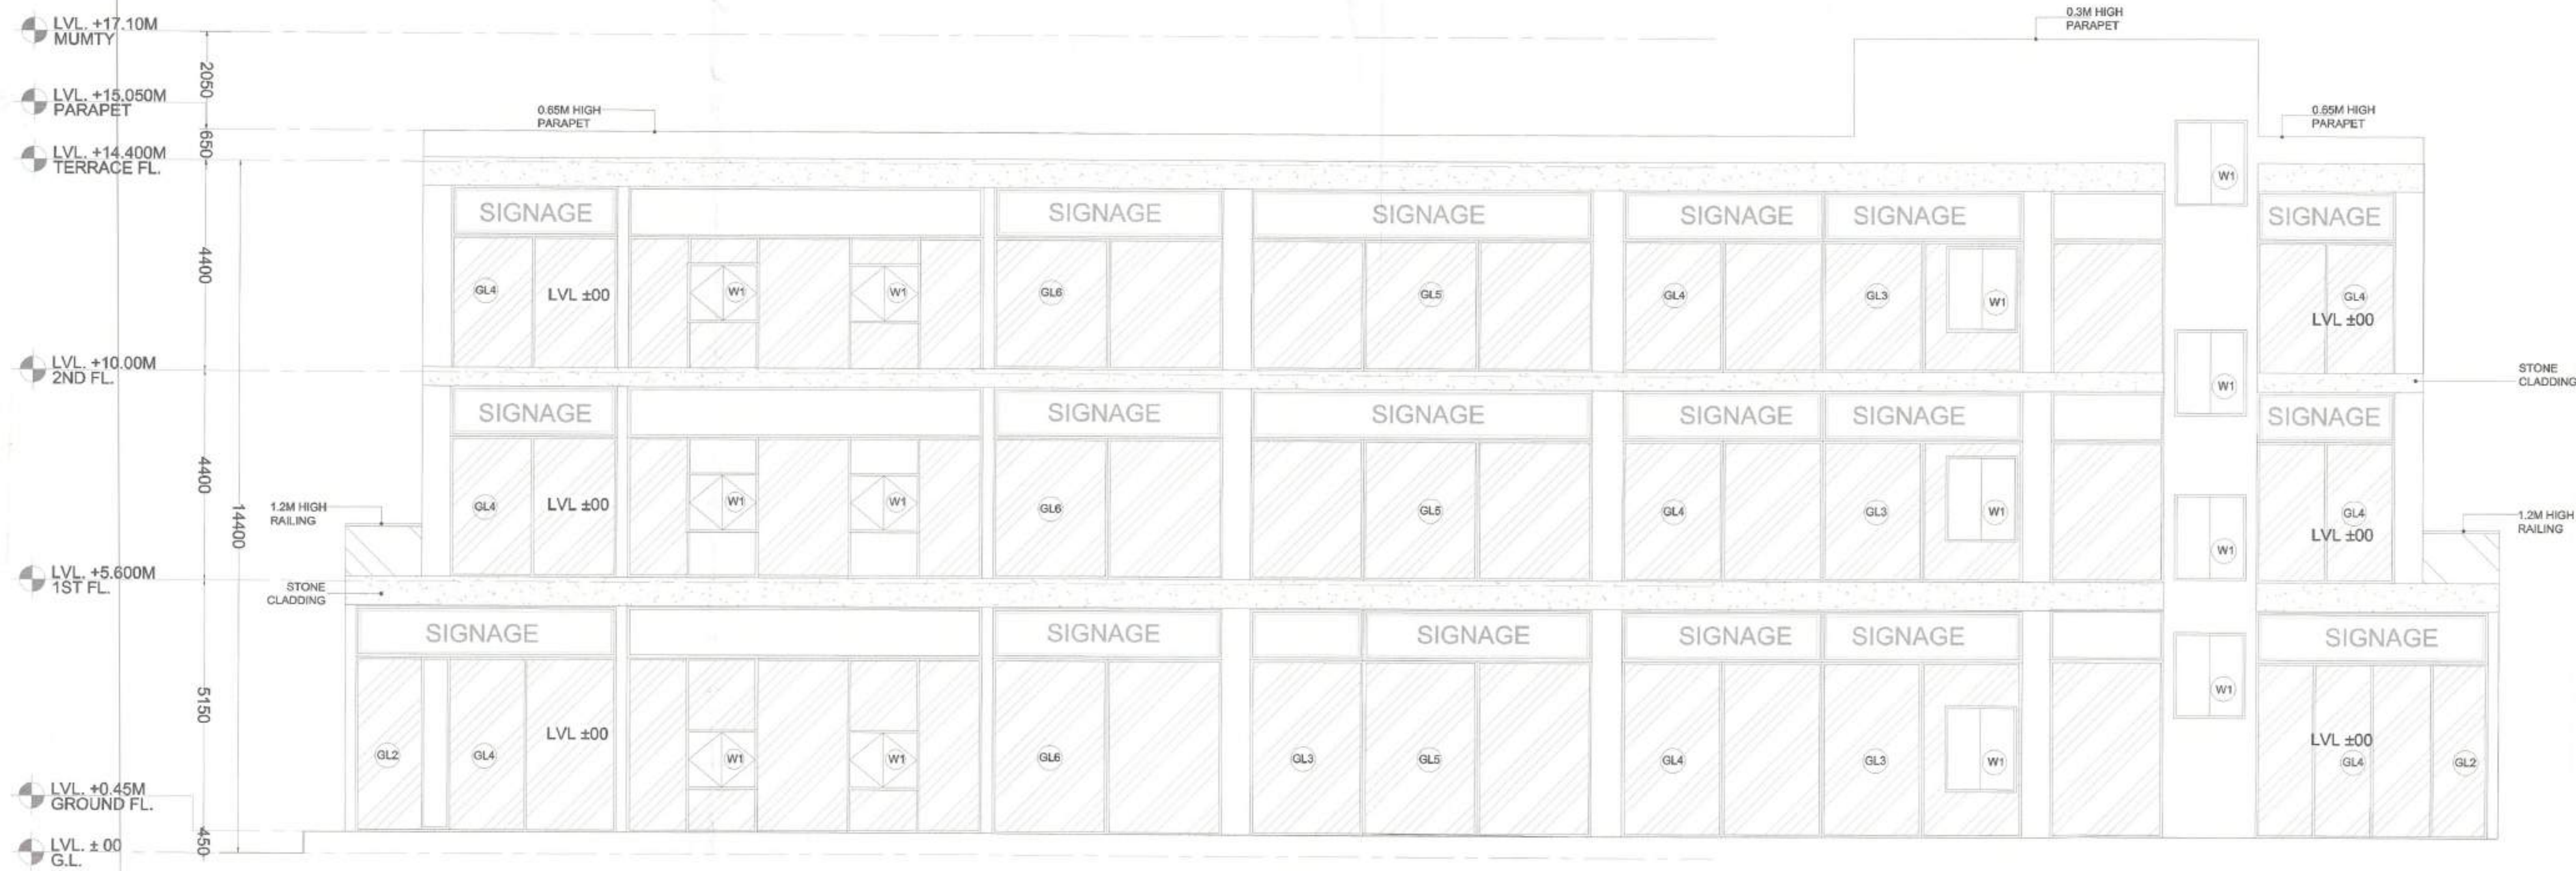 LVL. +17.10M
MUMTY
0.3M HIGH
PARAPET
2050
LVL. +15.050M
PARAPET
0.65M HIGH
PARAPET
0.65M HIGH
PARAPET
650
LVL. +14.400M
TERRACE FL.
W1
SIGNAGE SIGNAGE SIGNAGE SIGNAGE SIGNAGE SIGNAGE
4400
GL4 LVL ±00 W1 W1 GL6 GL5 GL4 GL3 W1 GL4
LVL ±00
LVL. +10.00M
2ND FL.
STONE
CLADDING
W1
SIGNAGE SIGNAGE SIGNAGE SIGNAGE SIGNAGE SIGNAGE
4400
14400
1.2M HIGH
RAILING
GL4 LVL ±00 W1 W1 GL6 GL5 GL4 GL3 W1 GL4
LVL ±00
1.2M HIGH
RAILING
W1
LVL. +5.600M
1ST FL.
STONE
CLADDING
SIGNAGE SIGNAGE SIGNAGE SIGNAGE SIGNAGE SIGNAGE
5150
W1
LVL ±00
LVL ±00
GL2 GL4 W1 W1 GL6 GL3 GL5 GL4 GL3 W1 GL4 GL2
LVL. +0.45M
GROUND FL.
450
LVL. ± 00
G.L.